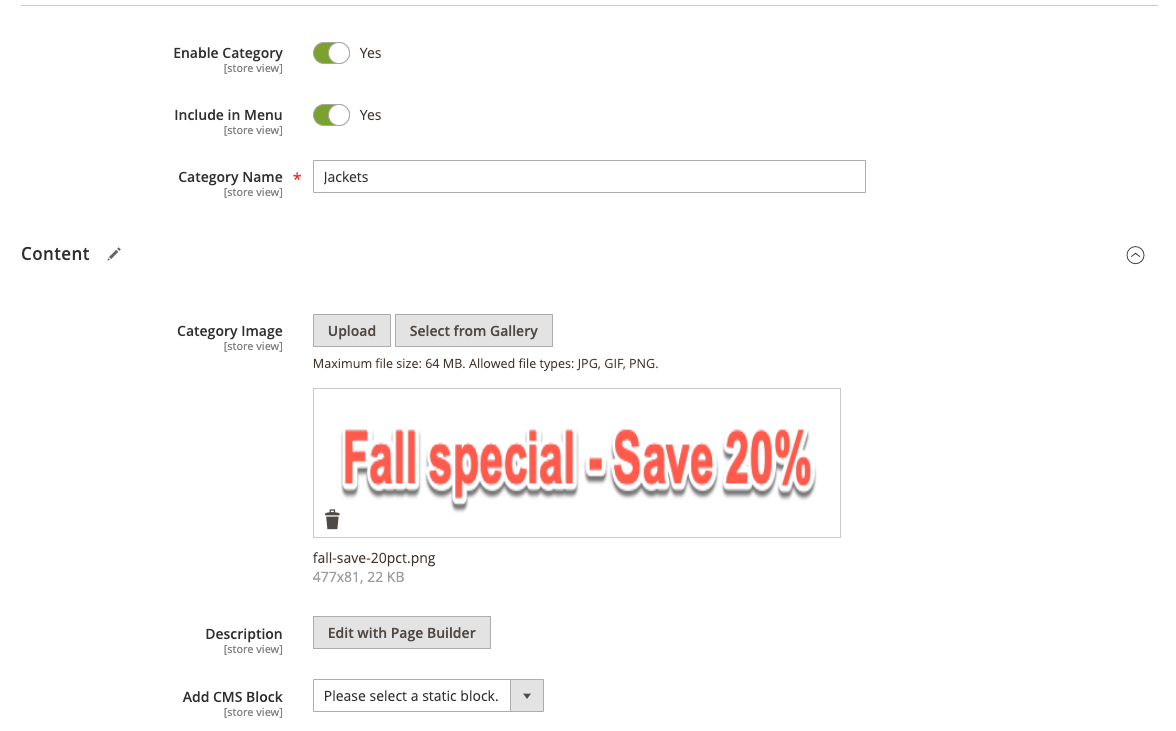 Enable Category
[store view]
Yes
Include in Menu
[store view]
Yes
Category Name *
[store view]
Jackets
Content
Category Image
[store view]
Upload
Select from Gallery
Maximum file size: 64 MB. Allowed file types: JPG, GIF, PNG.
Fall special - Save 20%
fall-save-20pct.png
477x81, 22 KB
Description
[store view]
Edit with Page Builder
Add CMS Block
[store view]
Please select a static block.